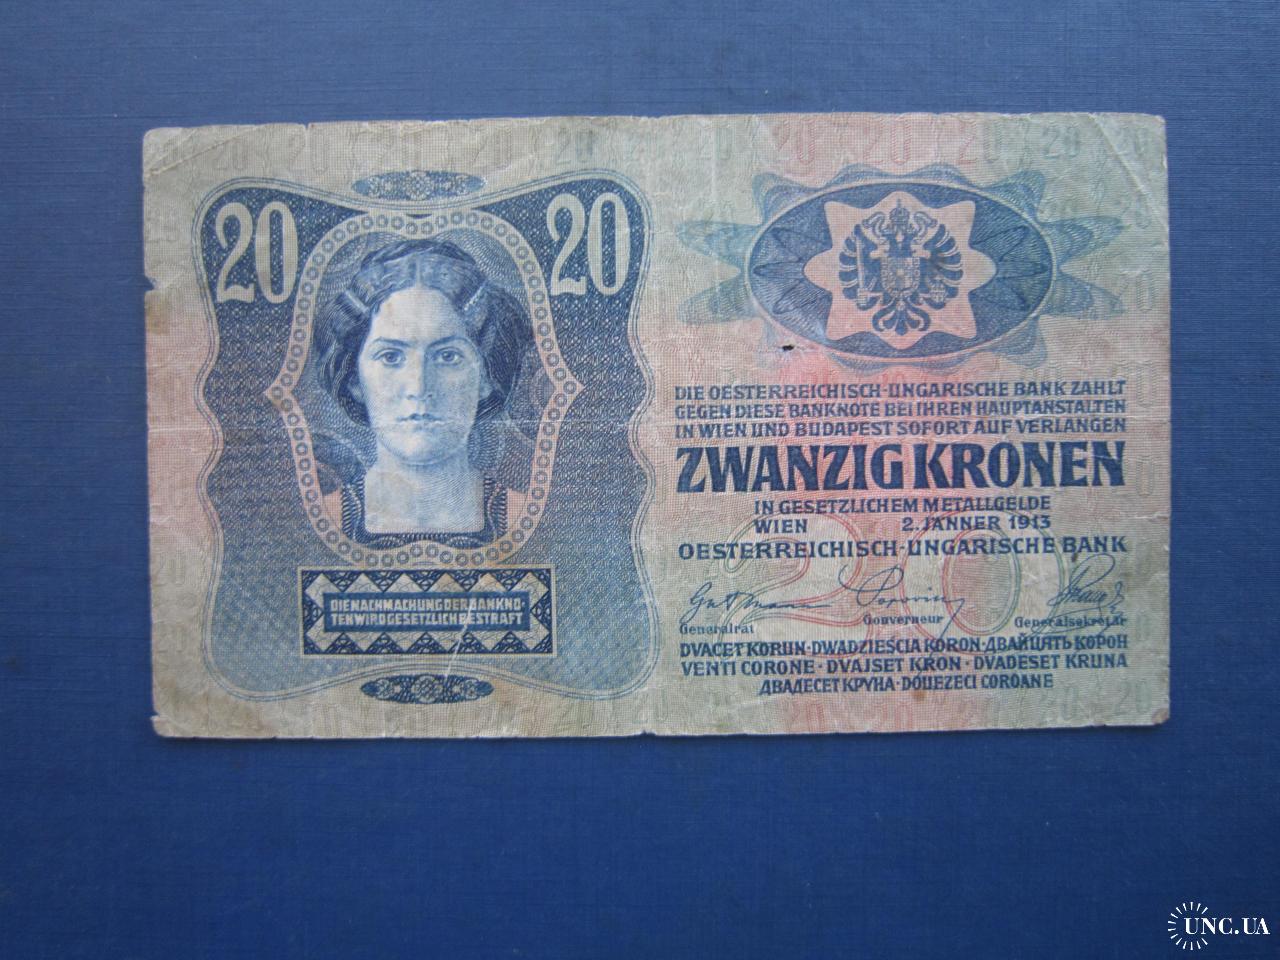 20 20
DIE NACHMACHUNG DER BANKNO-
TEN WIRD GESETZLICH BESTRAFT
DIE OESTERREICHISCH-UNGARISCHE BANK ZAHLT
GEGEN DIESE BANKNOTE BEI IHREN HAUPTANSTALTEN
IN WIEN UND BUDAPEST SOFORT AUF VERLANGEN
ZWANZIG KRONEN
IN GESETZLICHEM METALLGELDE
WIEN 2. JÄNNER 1913
OESTERREICHISCH-UNGARISCHE BANK
20
Generalrat Gouverneur Generalsekretär
DVACET KORUN · DWADZIEŚCIA KORON · ДВАЙЦЯТЬ КОРОН
VENTI CORONE · DVAJSET KRON · DVADESET KRUNA
ДВАДЕСЕТ КРУНА · DOUEZECI COROANE
UNC.UA